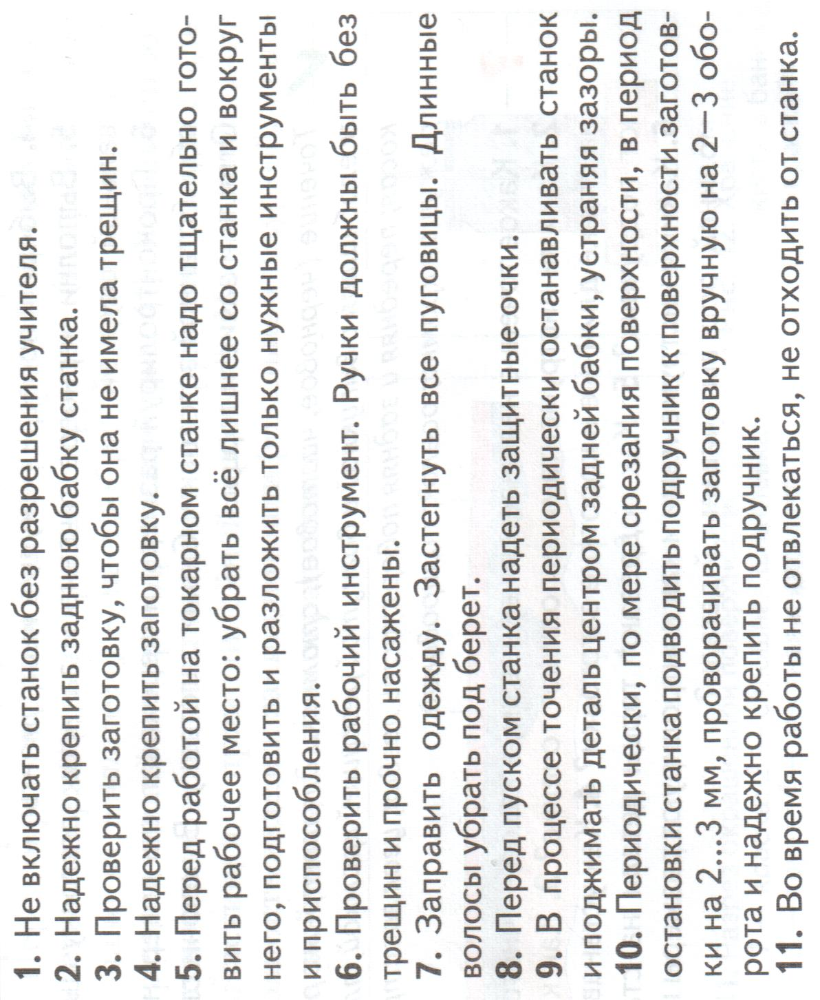 1. Не включать станок без разрешения учителя.
2. Надежно крепить заднюю бабку станка.
3. Проверить заготовку, чтобы она не имела трещин.
4. Надежно крепить заготовку.
5. Перед работой на токарном станке надо тщательно гото-
вить рабочее место: убрать всё лишнее со станка и вокруг
него, подготовить и разложить только нужные инструменты
и приспособления.
6. Проверить рабочий инструмент. Ручки должны быть без
трещин и прочно насажены.
7. Заправить одежду. Застегнуть все пуговицы. Длинные
волосы убрать под берет.
8. Перед пуском станка надеть защитные очки.
9. В процессе точения периодически останавливать станок
и поджимать деталь центром задней бабки, устраняя зазоры.
10. Периодически, по мере срезания поверхности, в период
остановки станка подводить подручник к поверхности заготов-
ки на 2...3 мм, проворачивать заготовку вручную на 2—3 обо-
рота и надежно крепить подручник.
11. Во время работы не отвлекаться, не отходить от станка.